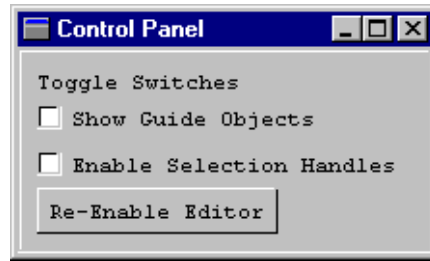 Control Panel
Toggle Switches
Show Guide Objects
Enable Selection Handles
Re-Enable Editor